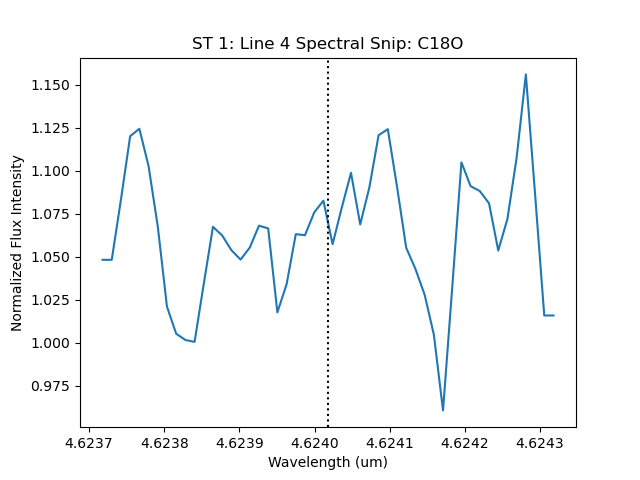 ST 1: Line 4 Spectral Snip: C18O
Normalized Flux Intensity
1.150
1.125
1.100
1.075
1.050
1.025
1.000
0.975
4.6237 4.6238 4.6239 4.6240 4.6241 4.6242 4.6243
Wavelength (um)